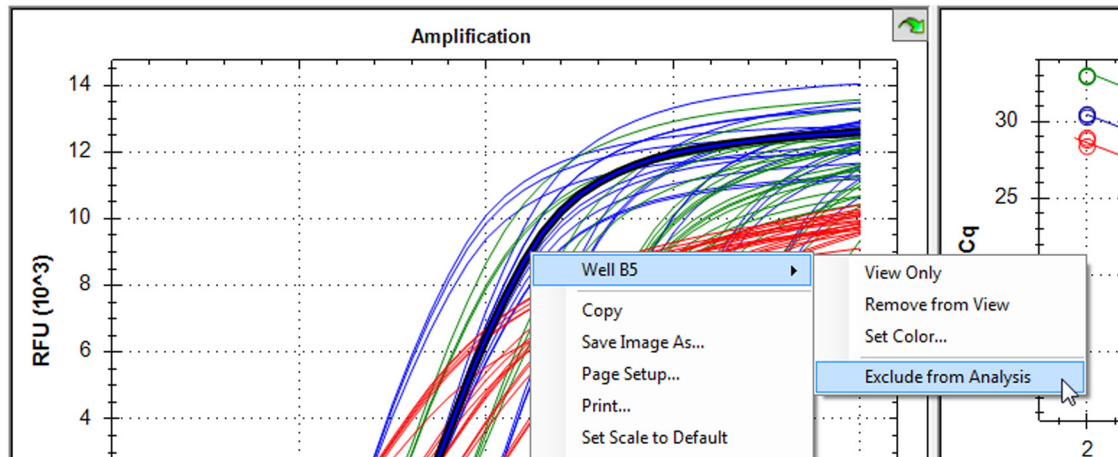 Amplification
14
12
10
8
6
4
RFU (10^3)
Well B5
Copy
Save Image As...
Page Setup...
Print...
Set Scale to Default
View Only
Remove from View
Set Color...
Exclude from Analysis
30
25
Cq
2